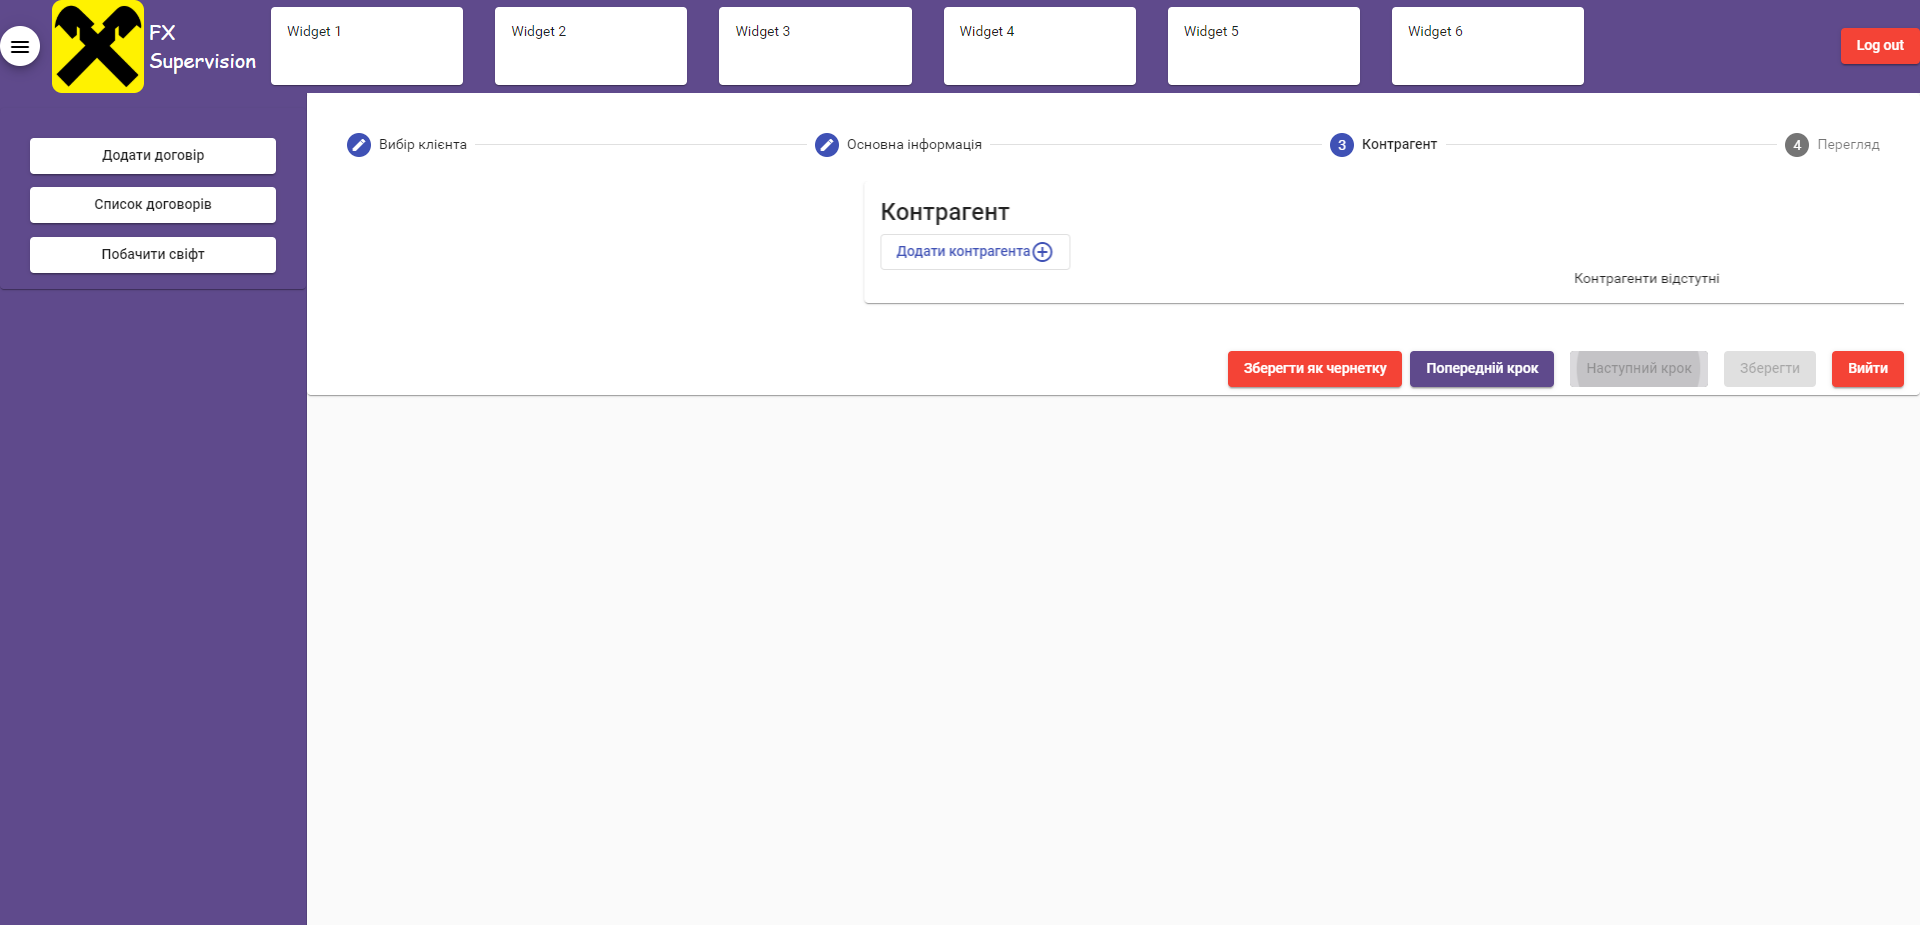 FX
Supervision
Widget 1
Widget 2
Widget 3
Widget 4
Widget 5
Widget 6
Log out
Додати договір
Список договорів
Побачити свіфт
Вибір клієнта
Основна інформація
3 Контрагент
4 Перегляд
Контрагент
Додати контрагента
Контрагенти відсутні
Зберегти як чернетку
Попередній крок
Наступний крок
Зберегти
Вийти